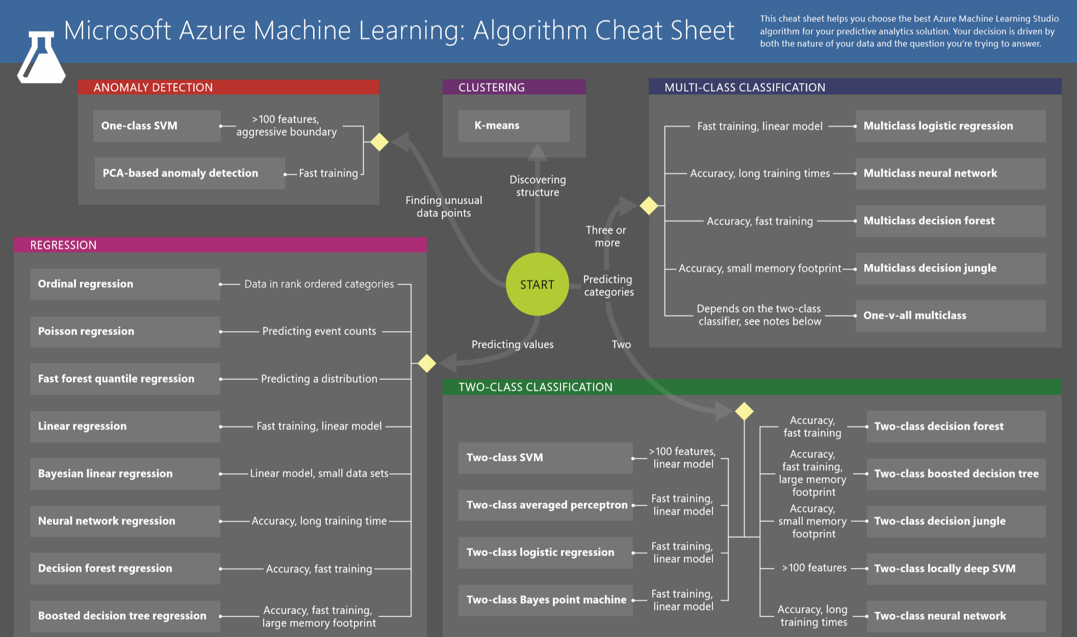 Microsoft Azure Machine Learning: Algorithm Cheat Sheet
This cheat sheet helps you choose the best Azure Machine Learning Studio
algorithm for your predictive analytics solution. Your decision is driven by
both the nature of your data and the question you're trying to answer.
ANOMALY DETECTION
One-class SVM
>100 features,
aggressive boundary
PCA-based anomaly detection
Fast training
CLUSTERING
K-means
Discovering
structure
Finding unusual
data points
START
Predicting
categories
Three or
more
Two
Predicting values
MULTI-CLASS CLASSIFICATION
Fast training, linear model
Multiclass logistic regression
Accuracy, long training times
Multiclass neural network
Accuracy, fast training
Multiclass decision forest
Accuracy, small memory footprint
Multiclass decision jungle
Depends on the two-class
classifier, see notes below
One-v-all multiclass
REGRESSION
Ordinal regression
Data in rank ordered categories
Poisson regression
Predicting event counts
Fast forest quantile regression
Predicting a distribution
Linear regression
Fast training, linear model
Bayesian linear regression
Linear model, small data sets
Neural network regression
Accuracy, long training time
Decision forest regression
Accuracy, fast training
Boosted decision tree regression
Accuracy, fast training,
large memory footprint
TWO-CLASS CLASSIFICATION
Two-class SVM
>100 features,
linear model
Two-class averaged perceptron
Fast training,
linear model
Two-class logistic regression
Fast training,
linear model
Two-class Bayes point machine
Fast training,
linear model
Accuracy,
fast training
Two-class decision forest
Accuracy,
fast training,
large memory
footprint
Two-class boosted decision tree
Accuracy,
small memory
footprint
Two-class decision jungle
>100 features
Two-class locally deep SVM
Accuracy, long
training times
Two-class neural network